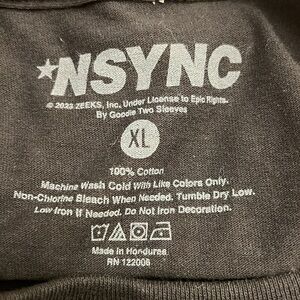 *NSYNC
© 2023 ZEEKS, Inc. Under License to Epic Rights.
By Goodie Two Sleeves
XL
100% Cotton
Machine Wash Cold With Like Colors Only.
Non-Chlorine Bleach When Needed. Tumble Dry Low.
Low Iron If Needed. Do Not Iron Decoration.
Made in Honduras
RN 122008